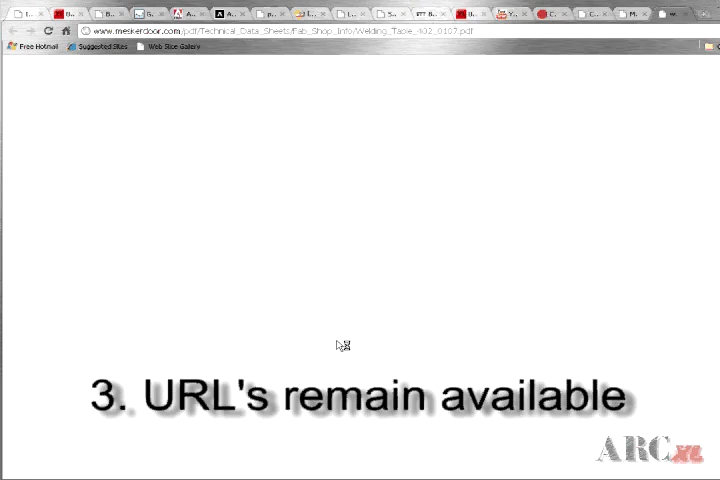 www.meskerdoor.com/pdf/Technical_Data_Sheets/Fab_Shop_Info/Welding_Table_402_0107.pdf
Free Hotmail Suggested Sites Web Slice Gallery
3. URL's remain available
ARCXL